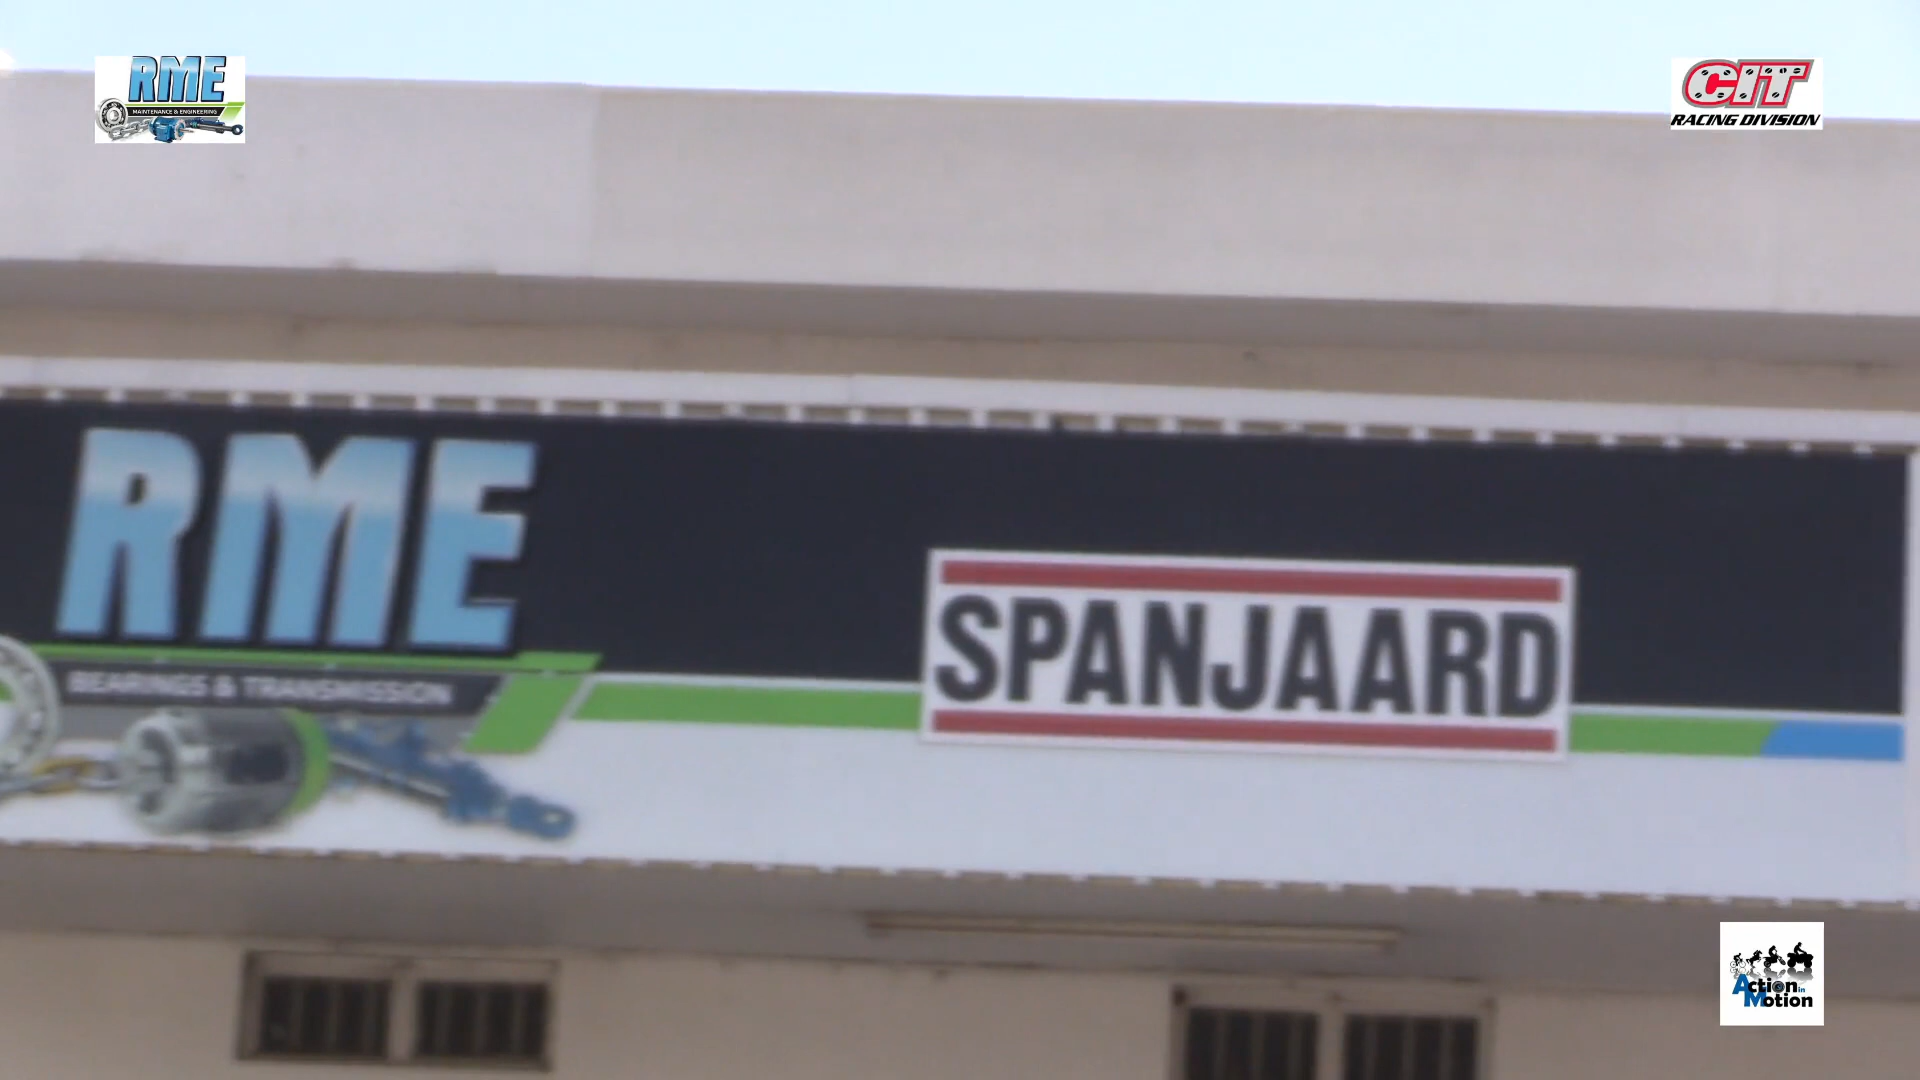 RME
MAINTENANCE & ENGINEERING
CIT
RACING DIVISION
RME
BEARINGS & TRANSMISSION
SPANJAARD
Action in
Motion